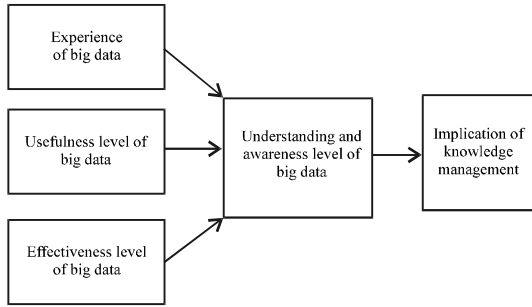 Experience
of big data
Usefulness level of
big data
Effectiveness level
of big data
Understanding and
awareness level of
big data
Implication of
knowledge
management